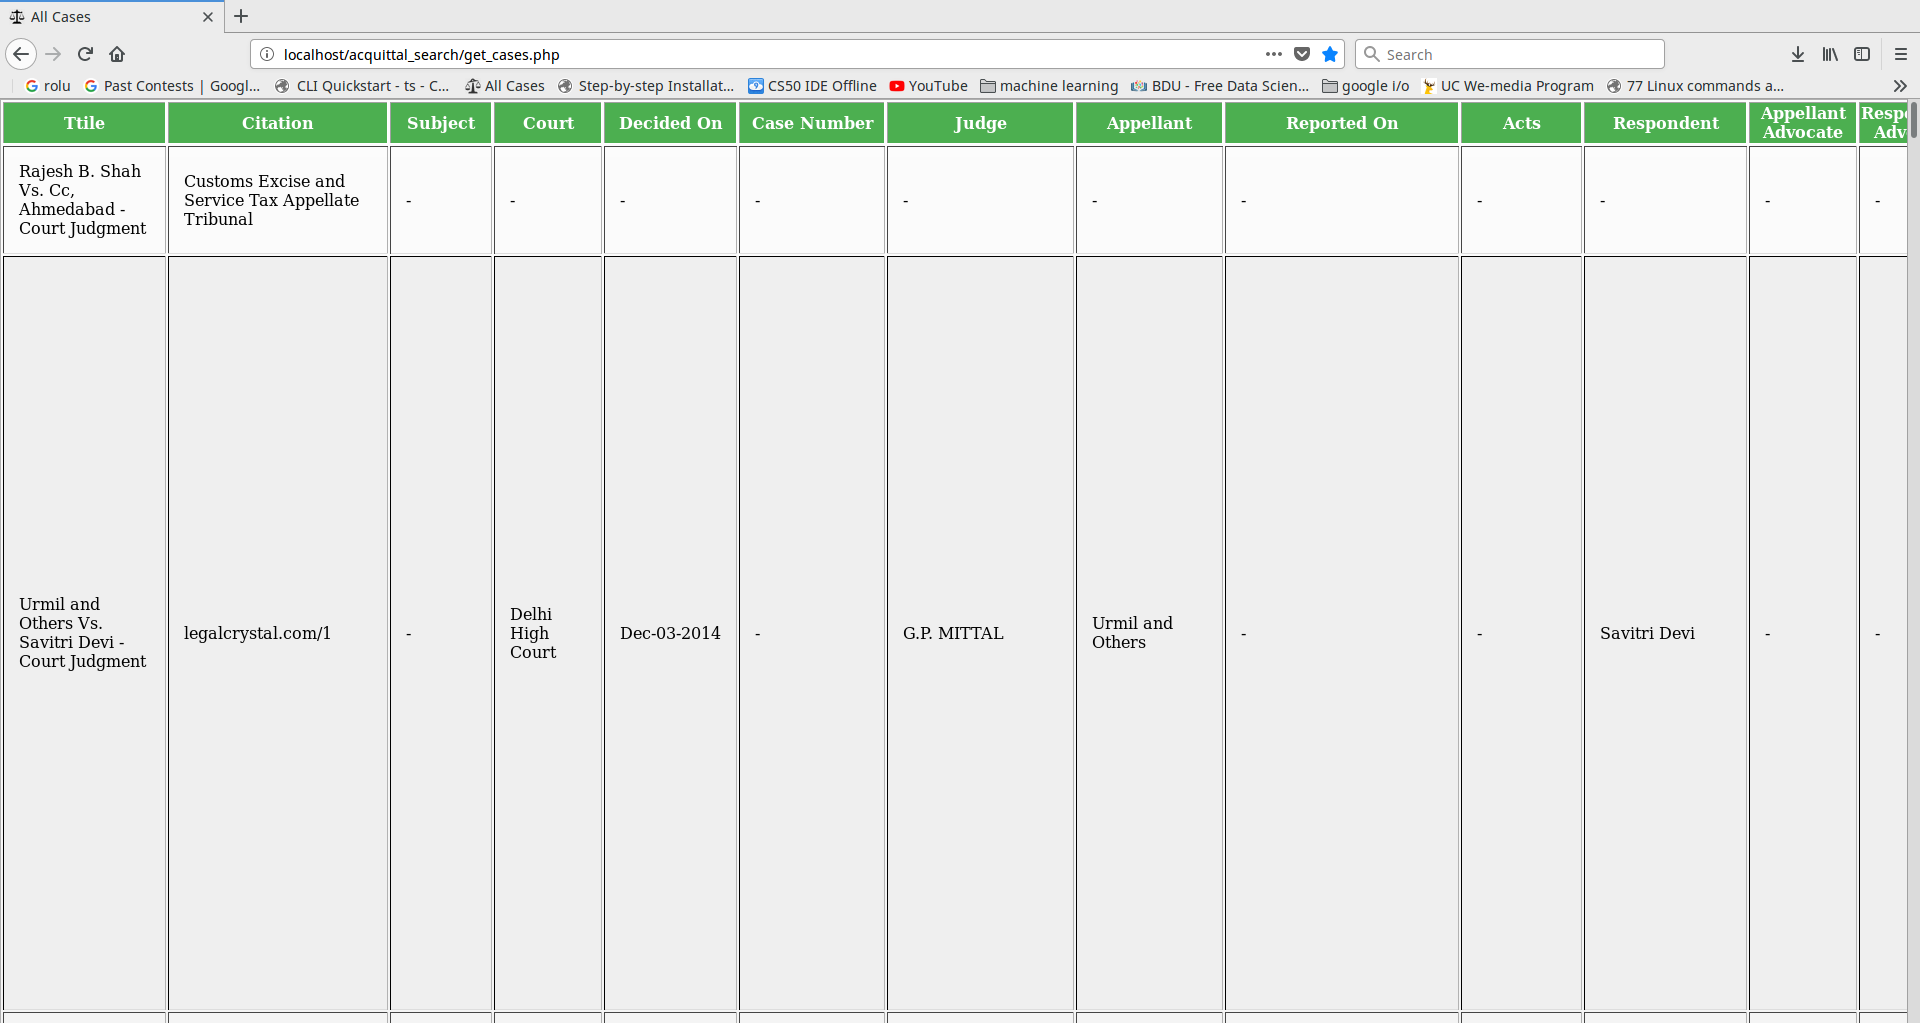 All Cases
localhost/acquittal_search/get_cases.php
Search
rolu
Past Contests | Googl...
CLI Quickstart - ts - C...
All Cases
Step-by-step Installat...
CS50 IDE Offline
YouTube
machine learning
BDU - Free Data Scien...
google i/o
UC We-media Program
77 Linux commands a...
Ttile
Citation
Subject
Court
Decided On
Case Number
Judge
Appellant
Reported On
Acts
Respondent
Appellant
Advocate
Resp
Adv
Rajesh B. Shah
Vs. Cc,
Ahmedabad -
Court Judgment
Customs Excise and
Service Tax Appellate
Tribunal
-
-
-
-
-
-
-
-
-
-
-
Urmil and
Others Vs.
Savitri Devi -
Court Judgment
legalcrystal.com/1
-
Delhi
High
Court
Dec-03-2014
-
G.P. MITTAL
Urmil and
Others
-
-
Savitri Devi
-
-